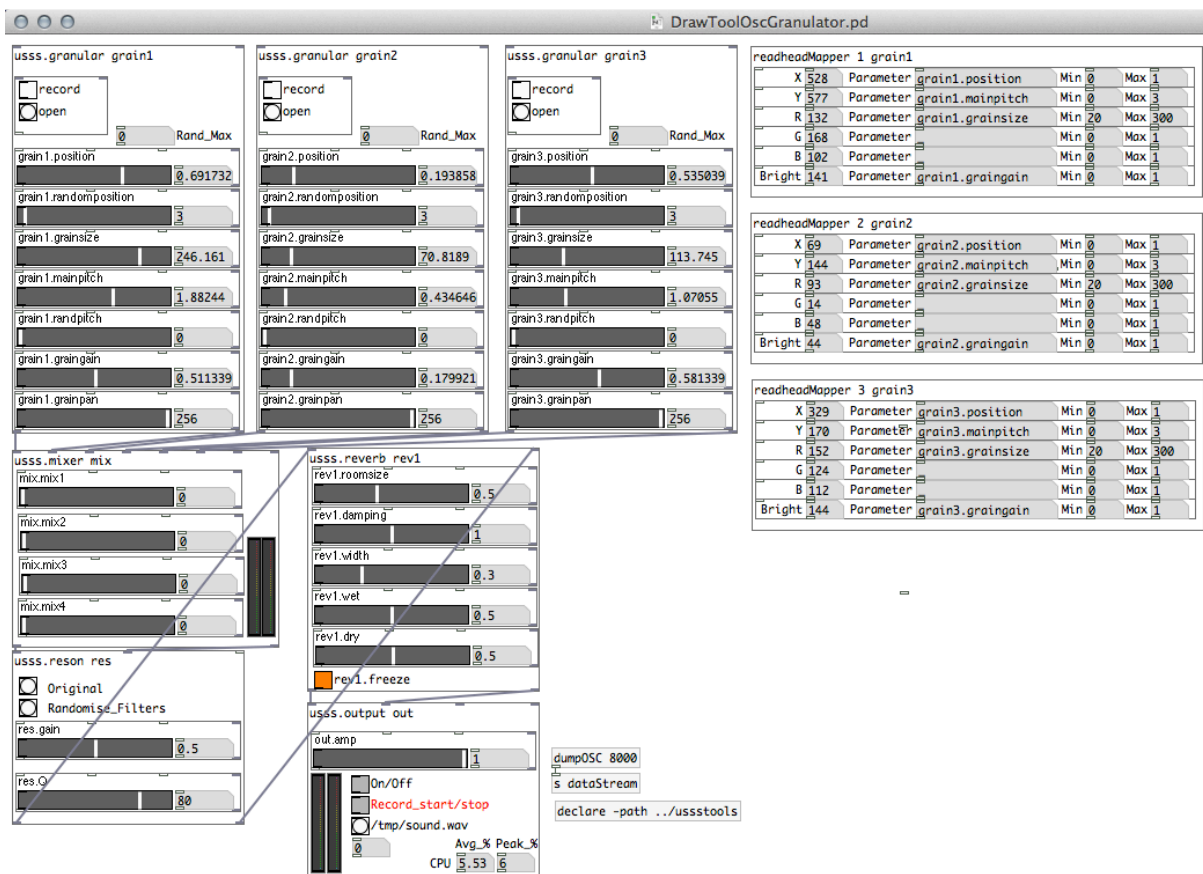 DrawToolOscGranulator.pd
usss.granular grain1
record
open
0 Rand_Max
grain1.position
0.691732
grain1.randomposition
3
grain1.grainsize
246.161
grain1.mainpitch
1.88244
grain1.randpitch
0
grain1.graingain
0.511339
grain1.grainpan
256
usss.granular grain2
record
open
0 Rand_Max
grain2.position
0.193858
grain2.randomposition
3
grain2.grainsize
70.8189
grain2.mainpitch
0.434646
grain2.randpitch
0
grain2.graingain
0.179921
grain2.grainpan
256
usss.granular grain3
record
open
0 Rand_Max
grain3.position
0.535039
grain3.randomposition
3
grain3.grainsize
113.745
grain3.mainpitch
1.07055
grain3.randpitch
0
grain3.graingain
0.581339
grain3.grainpan
256
readheadMapper 1 grain1
X 528 Parameter grain1.position Min 0 Max 1
Y 577 Parameter grain1.mainpitch Min 0 Max 3
R 132 Parameter grain1.grainsize Min 20 Max 300
G 168 Parameter Min 0 Max 1
B 102 Parameter Min 0 Max 1
Bright 141 Parameter grain1.graingain Min 0 Max 1
readheadMapper 2 grain2
X 69 Parameter grain2.position Min 0 Max 1
Y 144 Parameter grain2.mainpitch ,Min 0 Max 3
R 93 Parameter grain2.grainsize Min 20 Max 300
G 14 Parameter Min 0 Max 1
B 48 Parameter Min 0 Max 1
Bright 44 Parameter grain2.graingain Min 0 Max 1
readheadMapper 3 grain3
X 329 Parameter grain3.position Min 0 Max 1
Y 170 Parameter grain3.mainpitch Min 0 Max 3
R 152 Parameter grain3.grainsize Min 20 Max 300
G 124 Parameter Min 0 Max 1
B 112 Parameter Min 0 Max 1
Bright 144 Parameter grain3.graingain Min 0 Max 1
usss.mixer mix
mix.mix1
0
mix.mix2
0
mix.mix3
0
mix.mix4
0
usss.reson res
Original
Randomise_Filters
res.gain
0.5
res.Q
80
usss.reverb rev1
rev1.roomsize
0.5
rev1.damping
1
rev1.width
0.3
rev1.wet
0.5
rev1.dry
0.5
rev1.freeze
usss.output out
out.amp
1
On/Off
Record_start/stop
/tmp/sound.wav
0
Avg_% Peak_%
CPU 5.53 6
dumpOSC 8000
s dataStream
declare -path ../ussstools